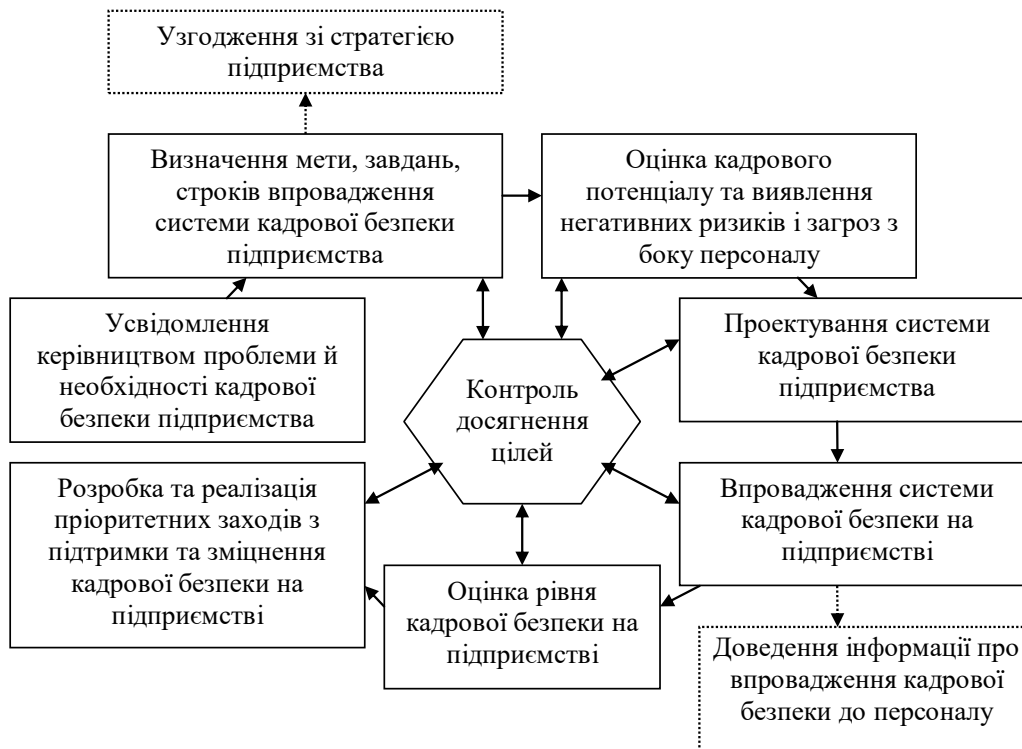 Узгодження зі стратегією
підприємства
Визначення мети, завдань,
строків впровадження
системи кадрової безпеки
підприємства
Оцінка кадрового
потенціалу та виявлення
негативних ризиків і загроз з
боку персоналу
Усвідомлення
керівництвом проблеми й
необхідності кадрової
безпеки підприємства
Контроль
досягнення
цілей
Проектування системи
кадрової безпеки
підприємства
Розробка та реалізація
пріоритетних заходів з
підтримки та зміцнення
кадрової безпеки на
підприємстві
Впровадження системи
кадрової безпеки на
підприємстві
Оцінка рівня
кадрової безпеки на
підприємстві
Доведення інформації про
впровадження кадрової
безпеки до персоналу